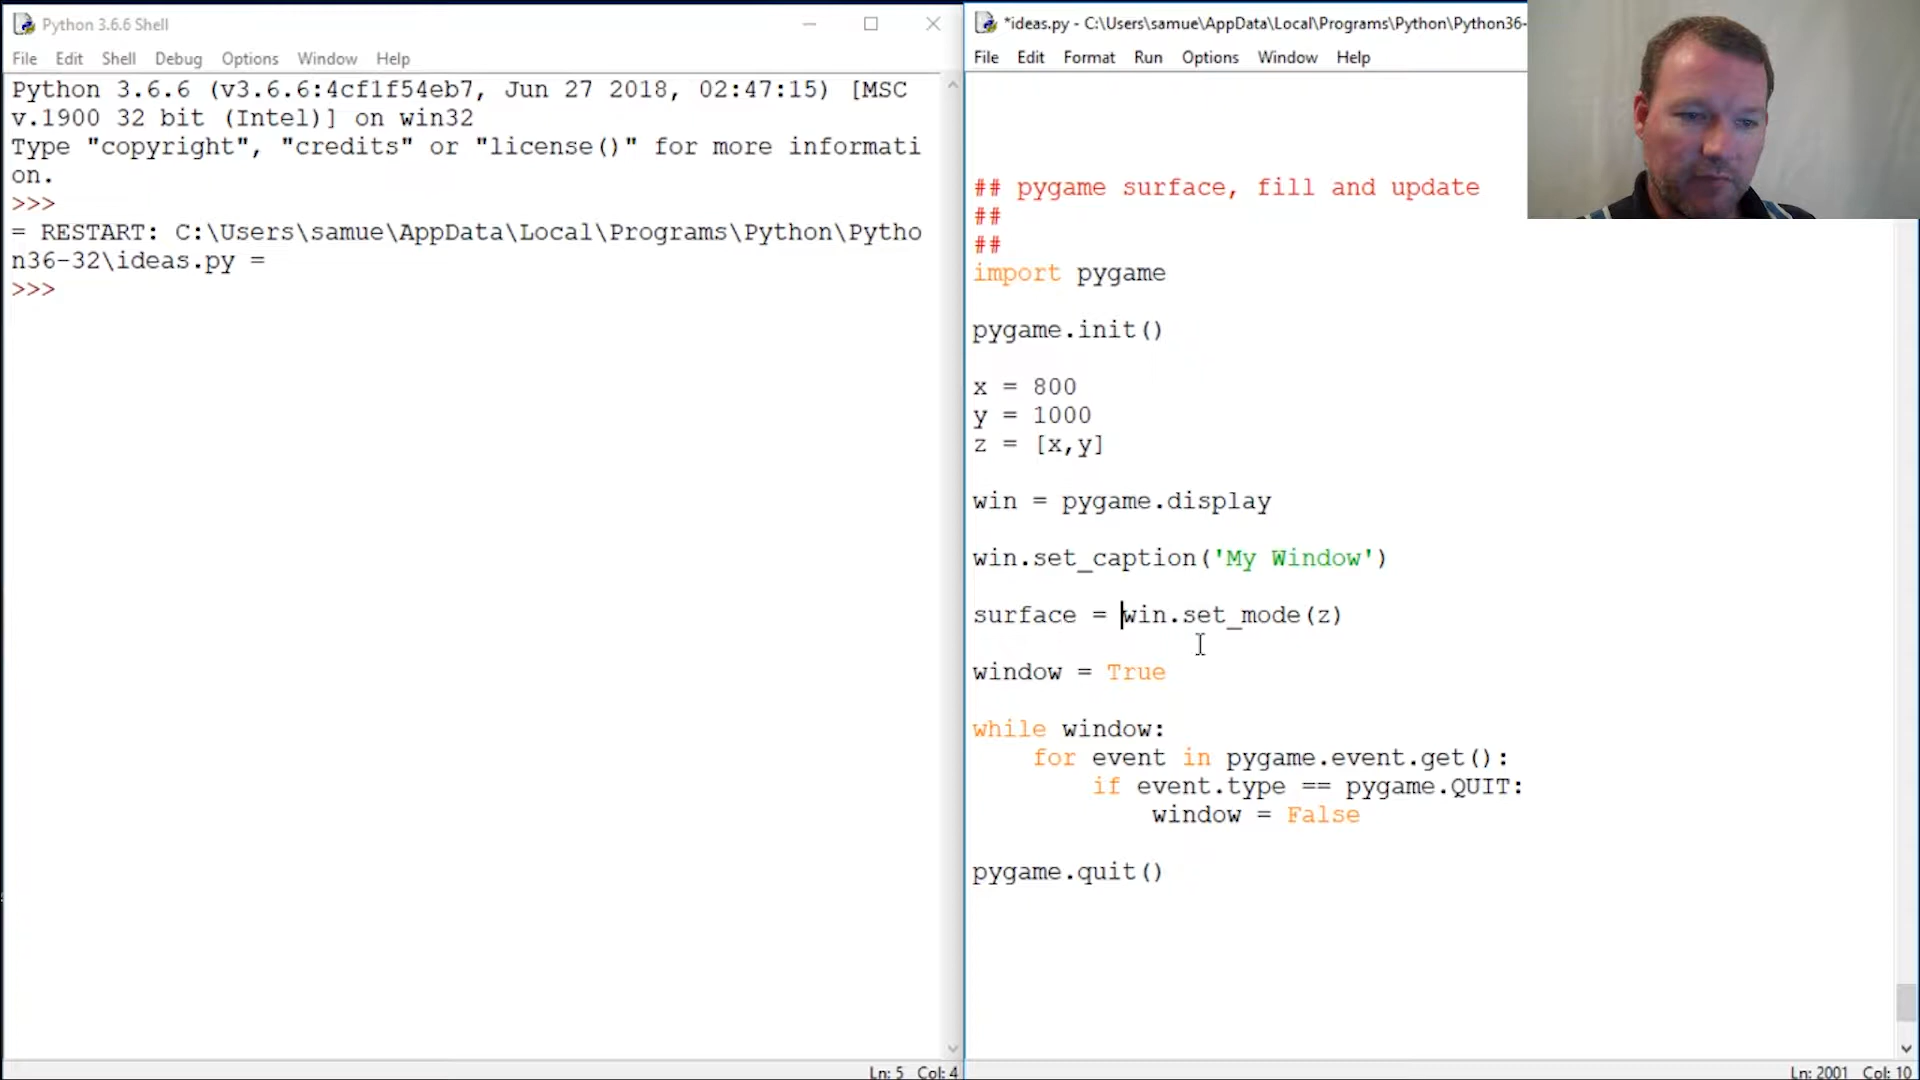 Python 3.6.6 Shell
File Edit Shell Debug Options Window Help
Python 3.6.6 (v3.6.6:4cf1f54eb7, Jun 27 2018, 02:47:15) [MSC
v.1900 32 bit (Intel)] on win32
Type "copyright", "credits" or "license()" for more informati
on.
>>>
= RESTART: C:\Users\samue\AppData\Local\Programs\Python\Pytho
n36-32\ideas.py =
>>>
Ln: 5 Col: 4
*ideas.py - C:\Users\samue\AppData\Local\Programs\Python\Python36-
File Edit Format Run Options Window Help
## pygame surface, fill and update
##
##
import pygame
pygame.init()
x = 800
y = 1000
z = [x,y]
win = pygame.display
win.set_caption('My Window')
surface = win.set_mode(z)
window = True
while window:
    for event in pygame.event.get():
        if event.type == pygame.QUIT:
            window = False
pygame.quit()
Ln: 2001 Col: 10